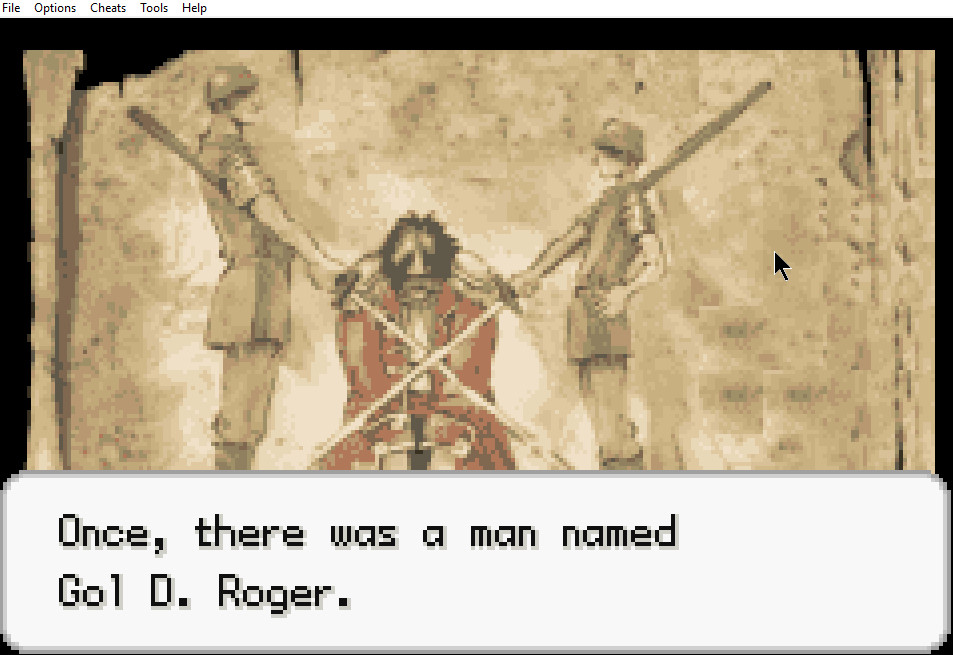 File Options Cheats Tools Help
Once, there was a man named
Gol D. Roger.